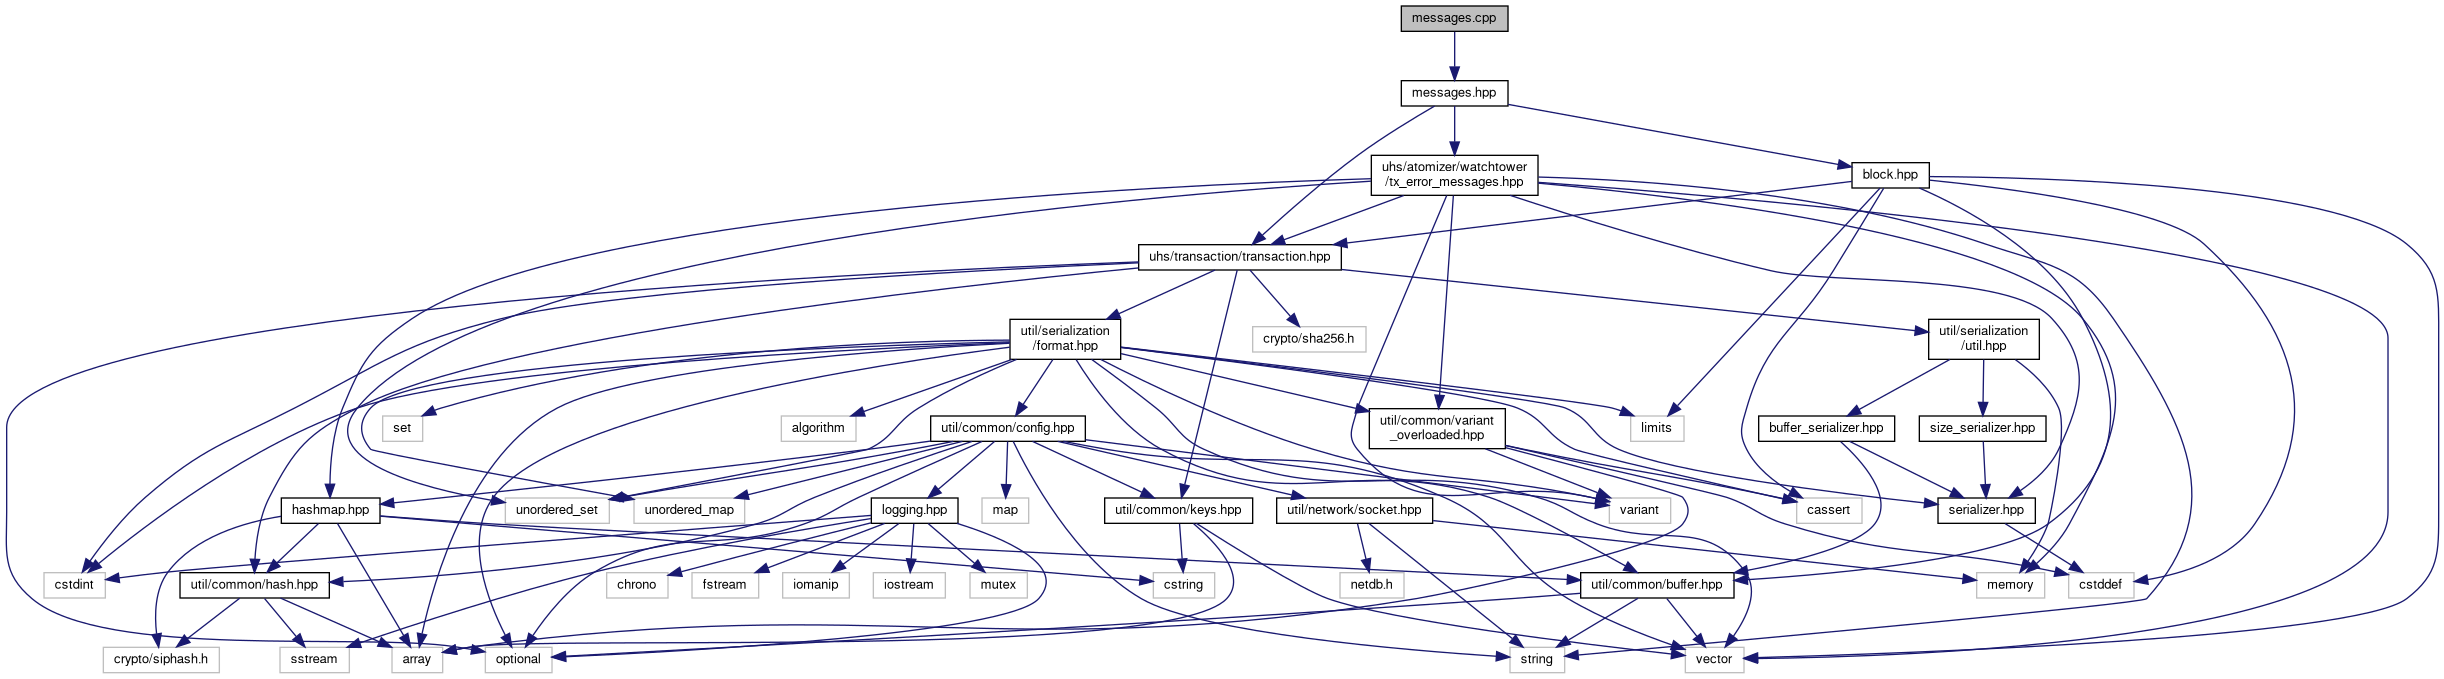 messages.cpp
messages.hpp
uhs/atomizer/watchtower
/tx_error_messages.hpp
block.hpp
uhs/transaction/transaction.hpp
util/serialization
/format.hpp
crypto/sha256.h
util/serialization
/util.hpp
set
algorithm
util/common/config.hpp
util/common/variant
_overloaded.hpp
limits
buffer_serializer.hpp
size_serializer.hpp
hashmap.hpp
unordered_set
unordered_map
logging.hpp
map
util/common/keys.hpp
util/network/socket.hpp
variant
cassert
serializer.hpp
cstdint
util/common/hash.hpp
chrono
fstream
iomanip
iostream
mutex
cstring
netdb.h
util/common/buffer.hpp
memory
cstddef
crypto/siphash.h
sstream
array
optional
string
vector